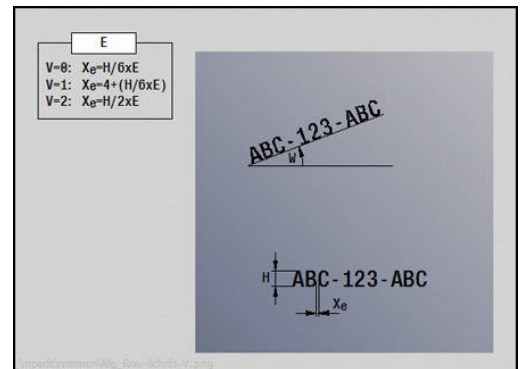 E
V=0: Xe=H/6xE
V=1: Xe=4+(H/6xE)
V=2: Xe=H/2xE
ABC-123-ABC
W
H
ABC-123-ABC
Xe